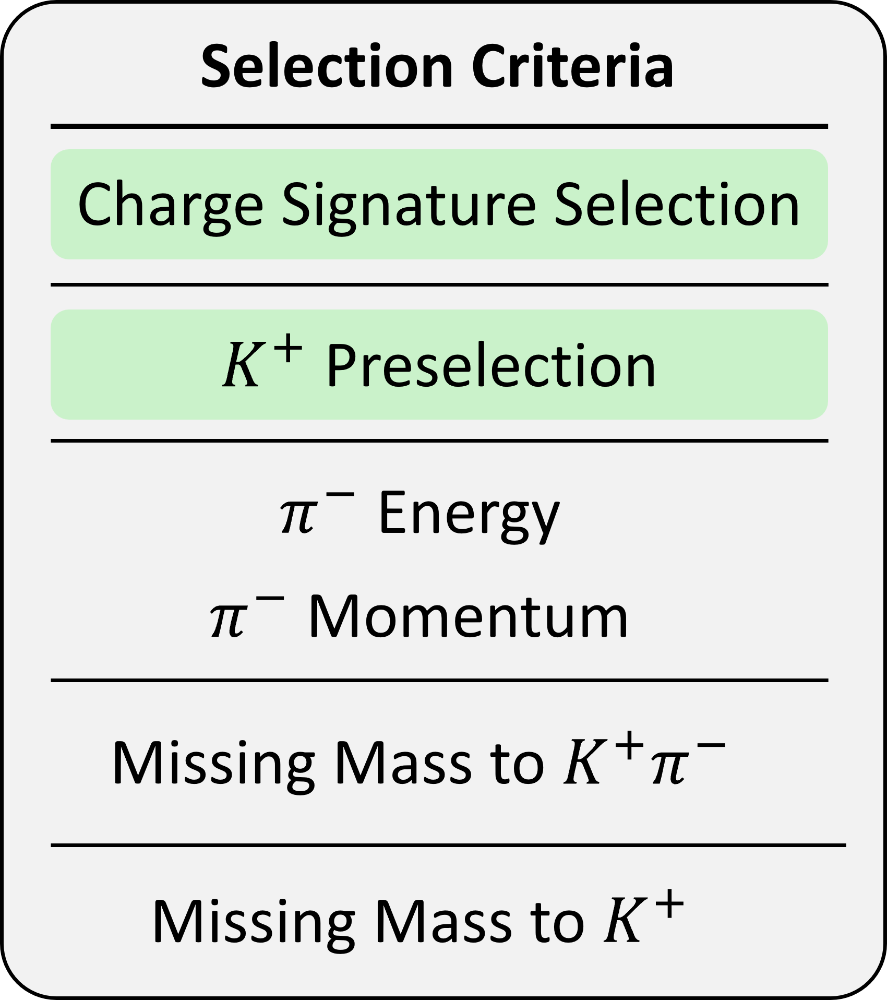 Selection Criteria
Charge Signature Selection
K⁺ Preselection
π⁻ Energy
π⁻ Momentum
Missing Mass to K⁺π⁻
Missing Mass to K⁺